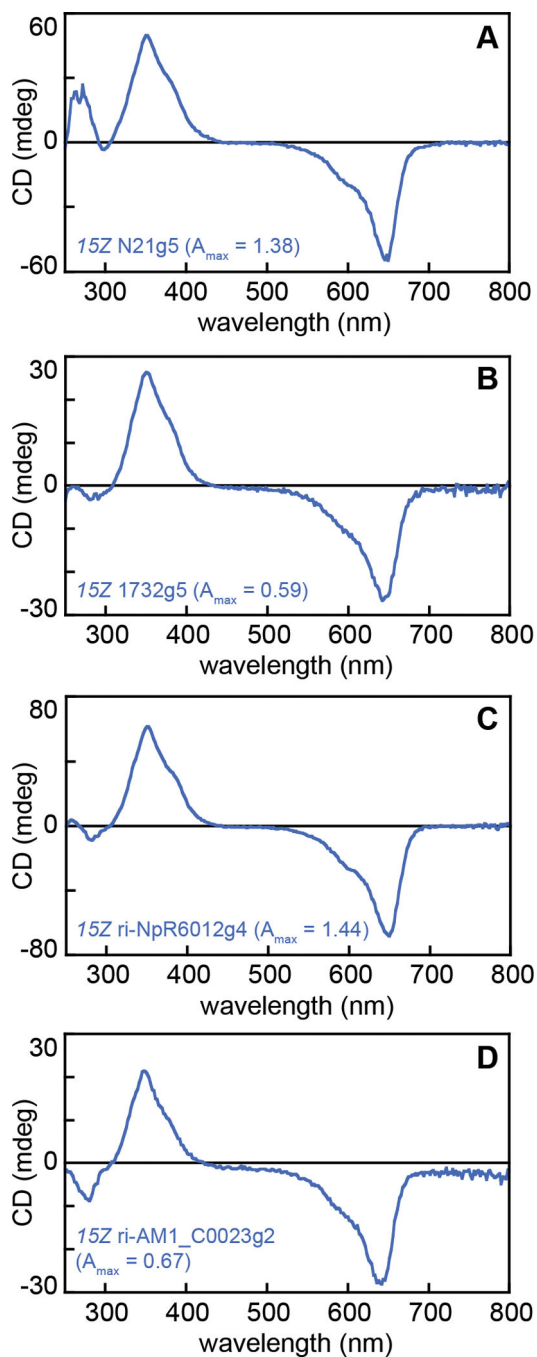 A
60
0
-60
CD (mdeg)
15Z N21g5 (Amax = 1.38)
300 400 500 600 700 800
wavelength (nm)
B
30
0
-30
CD (mdeg)
15Z 1732g5 (Amax = 0.59)
300 400 500 600 700 800
wavelength (nm)
C
80
0
-80
CD (mdeg)
15Z ri-NpR6012g4 (Amax = 1.44)
300 400 500 600 700 800
wavelength (nm)
D
30
0
-30
CD (mdeg)
15Z ri-AM1_C0023g2
(Amax = 0.67)
300 400 500 600 700 800
wavelength (nm)